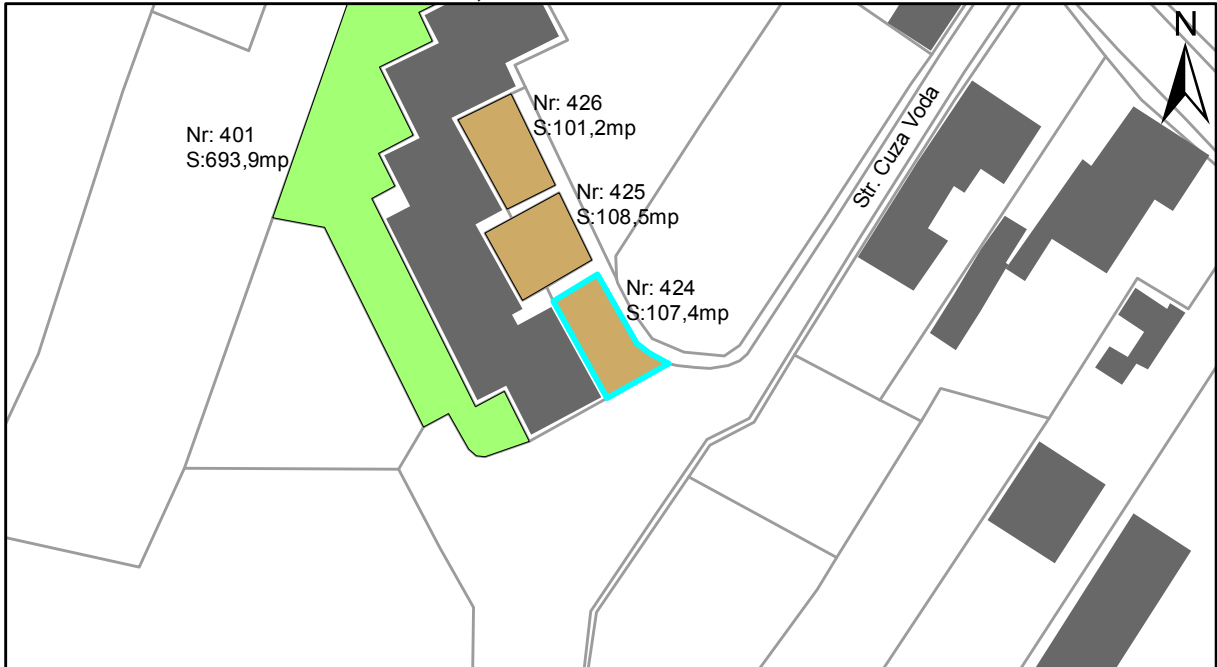 N
Nr: 426
S:101,2mp
Nr: 401
S:693,9mp
Str. Cuza Voda
Nr: 425
S:108,5mp
Nr: 424
S:107,4mp